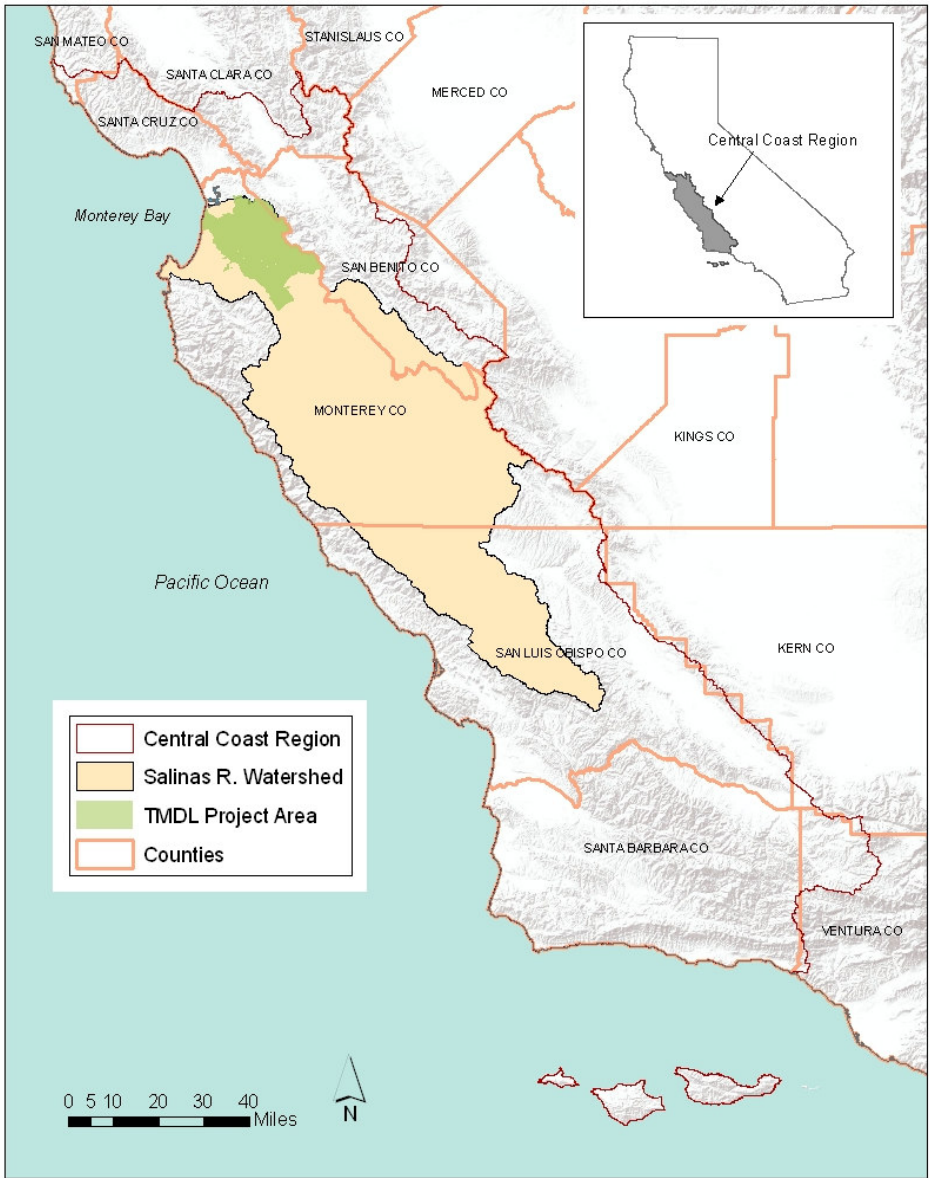 SAN MATEO CO
STANISLAUS CO
SANTA CLARA CO
MERCED CO
SANTA CRUZ CO
Central Coast Region
Monterey Bay
SAN BENITO CO
MONTEREY CO
KINGS CO
Pacific Ocean
SAN LUIS OBISPO CO
KERN CO
Central Coast Region
Salinas R. Watershed
TMDL Project Area
Counties
SANTA BARBARA CO
VENTURA CO
0 5 10 20 30 40
Miles
N